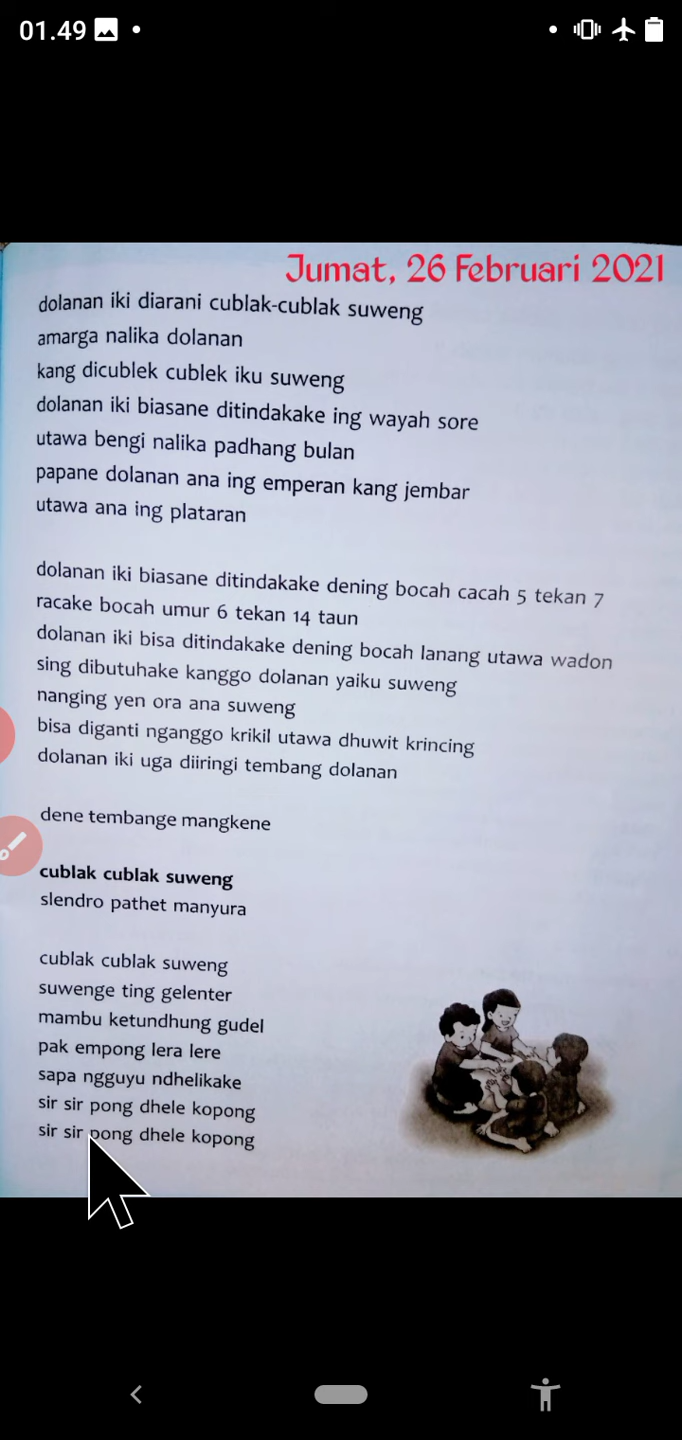 01.49
Jumat, 26 Februari 2021
dolanan iki diarani cublak-cublak suweng
amarga nalika dolanan
kang dicublek cublek iku suweng
dolanan iki biasane ditindakake ing wayah sore
utawa bengi nalika padhang bulan
papane dolanan ana ing emperan kang jembar
utawa ana ing plataran
dolanan iki biasane ditindakake dening bocah cacah 5 tekan 7
racake bocah umur 6 tekan 14 taun
dolanan iki bisa ditindakake dening bocah lanang utawa wadon
sing dibutuhake kanggo dolanan yaiku suweng
nanging yen ora ana suweng
bisa diganti nganggo krikil utawa dhuwit krincing
dolanan iki uga diiringi tembang dolanan
dene tembange mangkene
cublak cublak suweng
slendro pathet manyura
cublak cublak suweng
suwenge ting gelenter
mambu ketundhung gudel
pak empong lera lere
sapa ngguyu ndhelikake
sir sir pong dhele kopong
sir sir pong dhele kopong